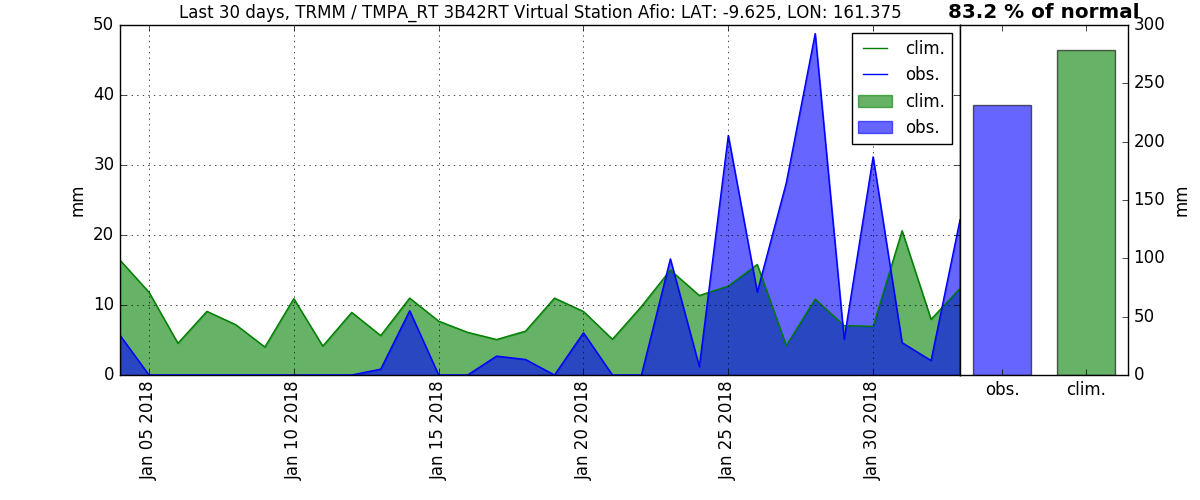 Last 30 days, TRMM / TMPA_RT 3B42RT Virtual Station Afio: LAT: -9.625, LON: 161.375
83.2 % of normal
mm
50
40
30
20
10
0
clim.
obs.
clim.
obs.
Jan 05 2018
Jan 10 2018
Jan 15 2018
Jan 20 2018
Jan 25 2018
Jan 30 2018
300
250
200
150
100
50
0
mm
obs.
clim.